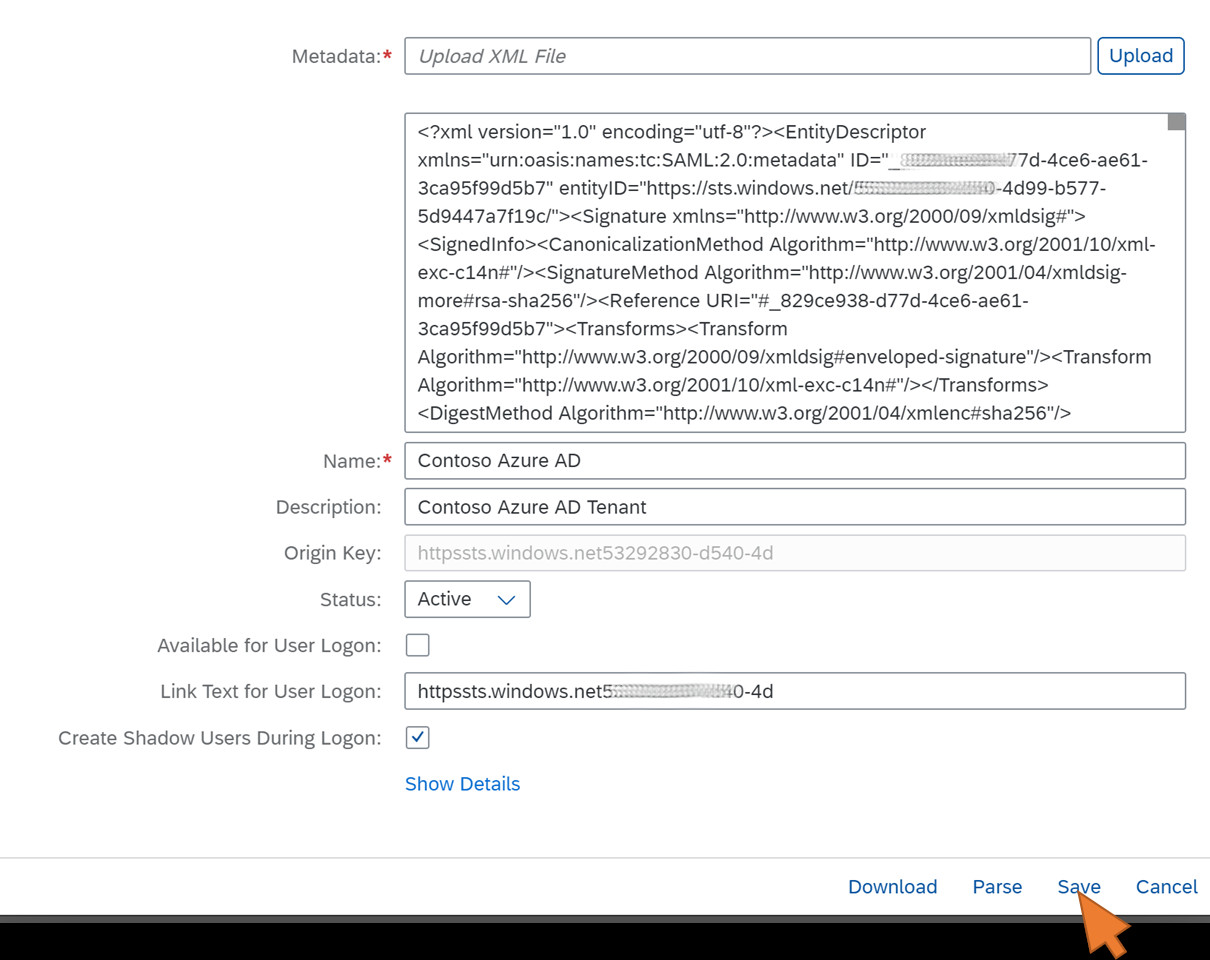 Metadata:* Upload XML File Upload
<?xml version="1.0" encoding="utf-8"?><EntityDescriptor
xmlns="urn:oasis:names:tc:SAML:2.0:metadata" ID="_ 77d-4ce6-ae61-
3ca95f99d5b7" entityID="https://sts.windows.net/ -4d99-b577-
5d9447a7f19c/"><Signature xmlns="http://www.w3.org/2000/09/xmldsig#">
<SignedInfo><CanonicalizationMethod Algorithm="http://www.w3.org/2001/10/xml-
exc-c14n#"/><SignatureMethod Algorithm="http://www.w3.org/2001/04/xmldsig-
more#rsa-sha256"/><Reference URI="#_829ce938-d77d-4ce6-ae61-
3ca95f99d5b7"><Transforms><Transform
Algorithm="http://www.w3.org/2000/09/xmldsig#enveloped-signature"/><Transform
Algorithm="http://www.w3.org/2001/10/xml-exc-c14n#"/></Transforms>
<DigestMethod Algorithm="http://www.w3.org/2001/04/xmlenc#sha256"/>
Name:* Contoso Azure AD
Description: Contoso Azure AD Tenant
Origin Key: httpssts.windows.net53292830-d540-4d
Status: Active
Available for User Logon:
Link Text for User Logon: httpssts.windows.net5 0-4d
Create Shadow Users During Logon:
Show Details
Download Parse Save Cancel